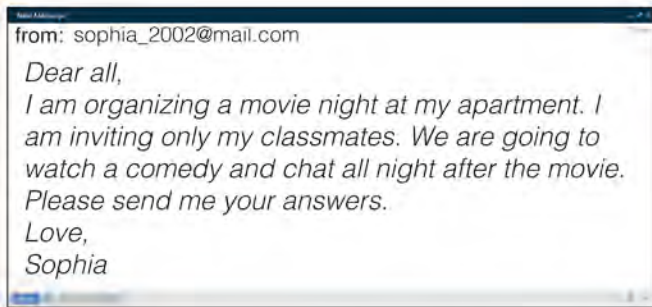 from: sophia_2002@mail.com
Dear all,
I am organizing a movie night at my apartment. I
am inviting only my classmates. We are going to
watch a comedy and chat all night after the movie.
Please send me your answers.
Love,
Sophia